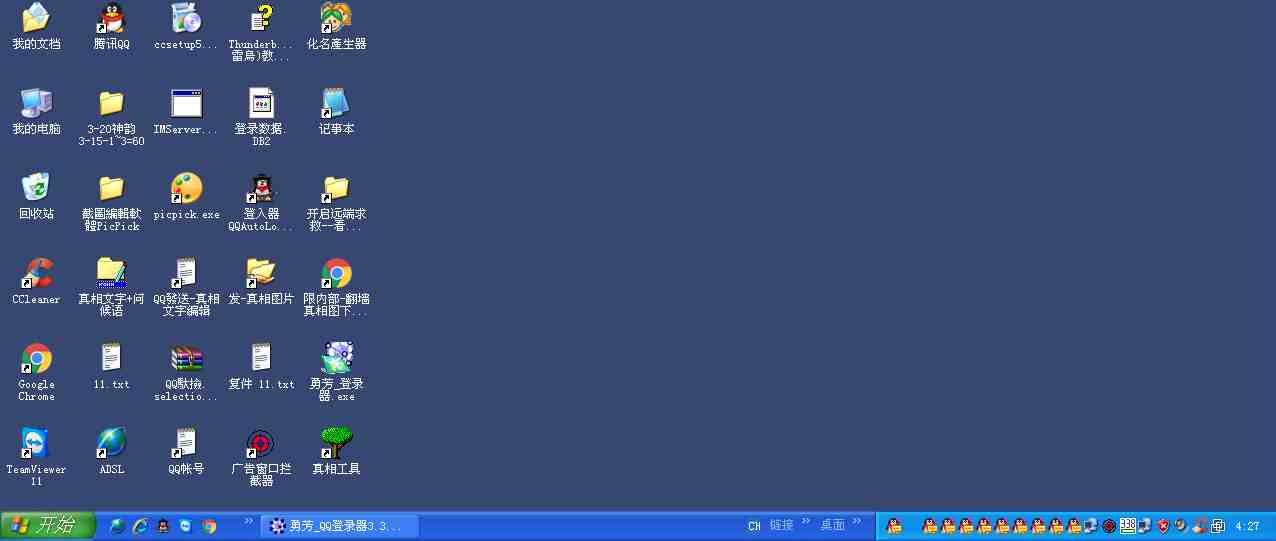 我的文档
腾讯QQ
ccsetup5...
Thunderb...
雷鳥)教...
化名產生器
我的电脑
3-20神韵
3-15-1~3=60
IMServer...
登录数据.
DB2
记事本
回收站
截圖編輯軟
體PicPick
picpick.exe
登入器
QQAutoLo...
开启远端求
救--看...
CCleaner
真相文字+问
候语
QQ發送-真相
文字编辑
发-真相图片
限内部-翻墙
真相图下...
Google
Chrome
11.txt
selectio...
复件 11.txt
勇芳_登录
器.exe
TeamViewer
11
ADSL
QQ帐号
广告窗口拦
截器
真相工具
开始
勇芳_QQ登录器3.3...
CH 链接 » 桌面 »
4:27